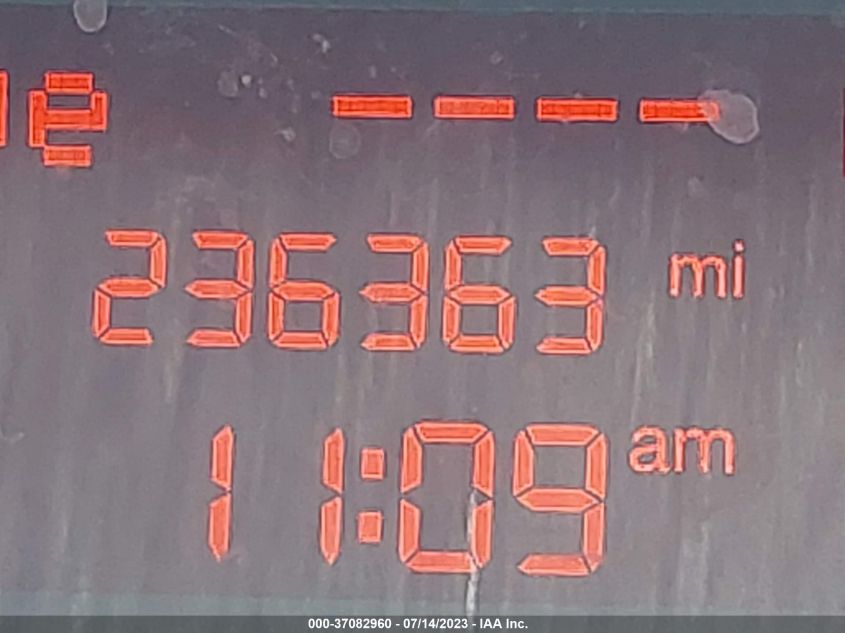 e ----
236363 mi
11:09 am
000-37082960 - 07/14/2023 - IAA Inc.